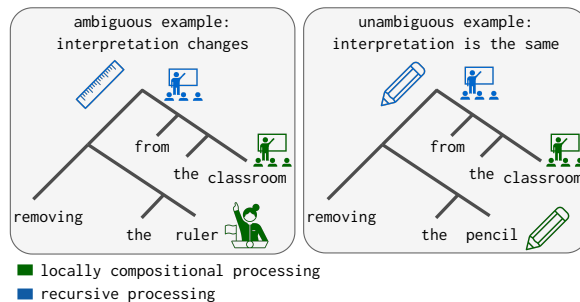 ambiguous example:
interpretation changes
from
the
classroom
removing
the
ruler
unambiguous example:
interpretation is the same
from
the
classroom
removing
the
pencil
locally compositional processing
recursive processing